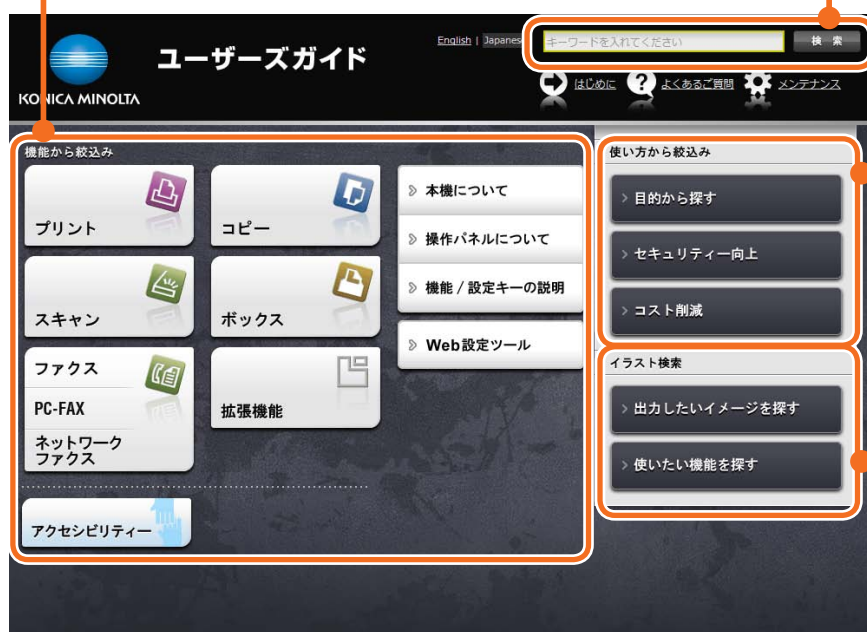 KONICA MINOLTA
ユーザーズガイド
English | Japanese
キーワードを入れてください
検 索
はじめに
よくあるご質問
メンテナンス
機能から絞込み
プリント
コピー
スキャン
ボックス
ファクス
PC-FAX
ネットワーク
ファクス
拡張機能
アクセシビリティー
本機について
操作パネルについて
機能 / 設定キーの説明
Web設定ツール
使い方から絞込み
目的から探す
セキュリティー向上
コスト削減
イラスト検索
出力したいイメージを探す
使いたい機能を探す